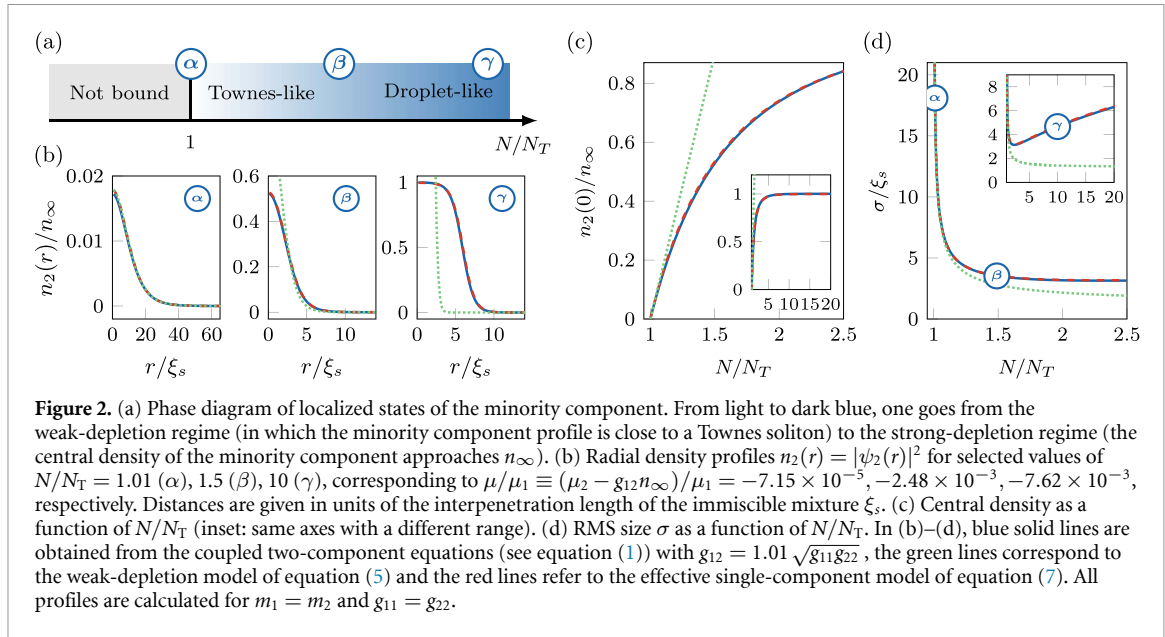 (a)
α
β
γ
Not bound
Townes-like
Droplet-like
1
N/N_T
(b)
n_2(r)/n_∞
0.02
0.01
0
0 20 40 60
r/ξ_s
α
0.6
0.4
0.2
0
0 5 10
r/ξ_s
β
1
0.5
0
0 5 10
r/ξ_s
γ
(c)
n_2(0)/n_∞
0.8
0.6
0.4
0.2
0
1 1.5 2 2.5
N/N_T
1
0.5
0
5 10 15 20
(d)
σ/ξ_s
20
15
10
5
0
1 1.5 2 2.5
N/N_T
α
β
8
6
4
2
0
10 20
γ
Figure 2. (a) Phase diagram of localized states of the minority component. From light to dark blue, one goes from the
weak-depletion regime (in which the minority component profile is close to a Townes soliton) to the strong-depletion regime (the
central density of the minority component approaches n_∞). (b) Radial density profiles n_2(r) = |ψ_2(r)|² for selected values of
N/N_T = 1.01 (α), 1.5 (β), 10 (γ), corresponding to μ/μ_1 ≡ (μ_2 − g_12 n_∞)/μ_1 = −7.15 × 10⁻⁵, −2.48 × 10⁻³, −7.62 × 10⁻³,
respectively. Distances are given in units of the interpenetration length of the immiscible mixture ξ_s. (c) Central density as a
function of N/N_T (inset: same axes with a different range). (d) RMS size σ as a function of N/N_T. In (b)–(d), blue solid lines are
obtained from the coupled two-component equations (see equation (1)) with g_12 = 1.01 √(g_11 g_22) , the green lines correspond to
the weak-depletion model of equation (5) and the red lines refer to the effective single-component model of equation (7). All
profiles are calculated for m_1 = m_2 and g_11 = g_22.